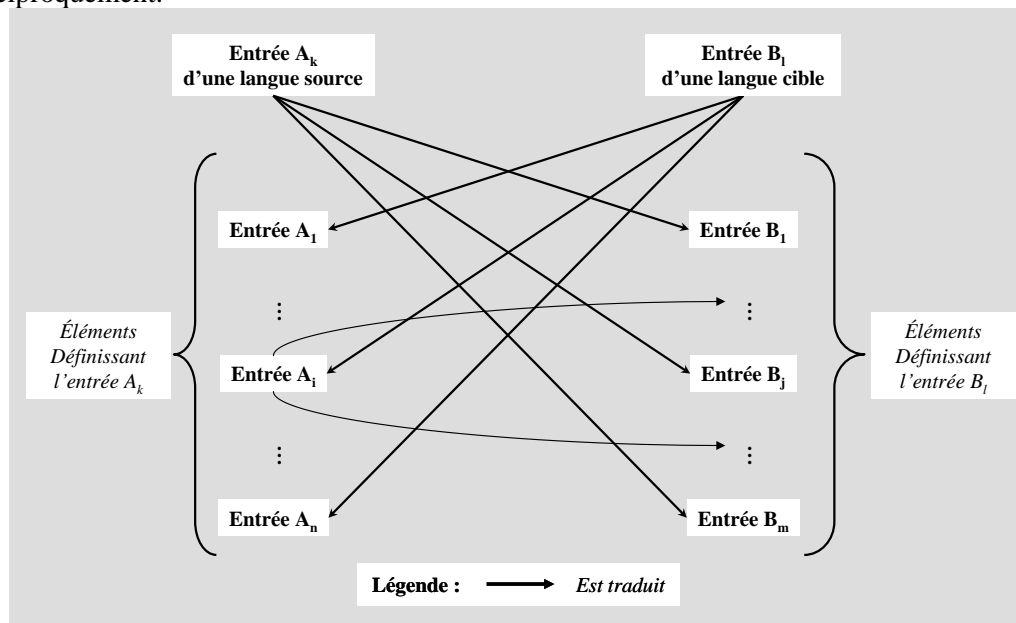 ciproquement.
Entrée Aₖ
d'une langue source
Entrée Bₗ
d'une langue cible
Entrée A₁
Entrée B₁
⋮
⋮
Éléments
Définissant
l'entrée Aₖ
Entrée Aᵢ
Entrée Bⱼ
Éléments
Définissant
l'entrée Bₗ
⋮
⋮
Entrée Aₙ
Entrée Bₘ
Légende :
Est traduit